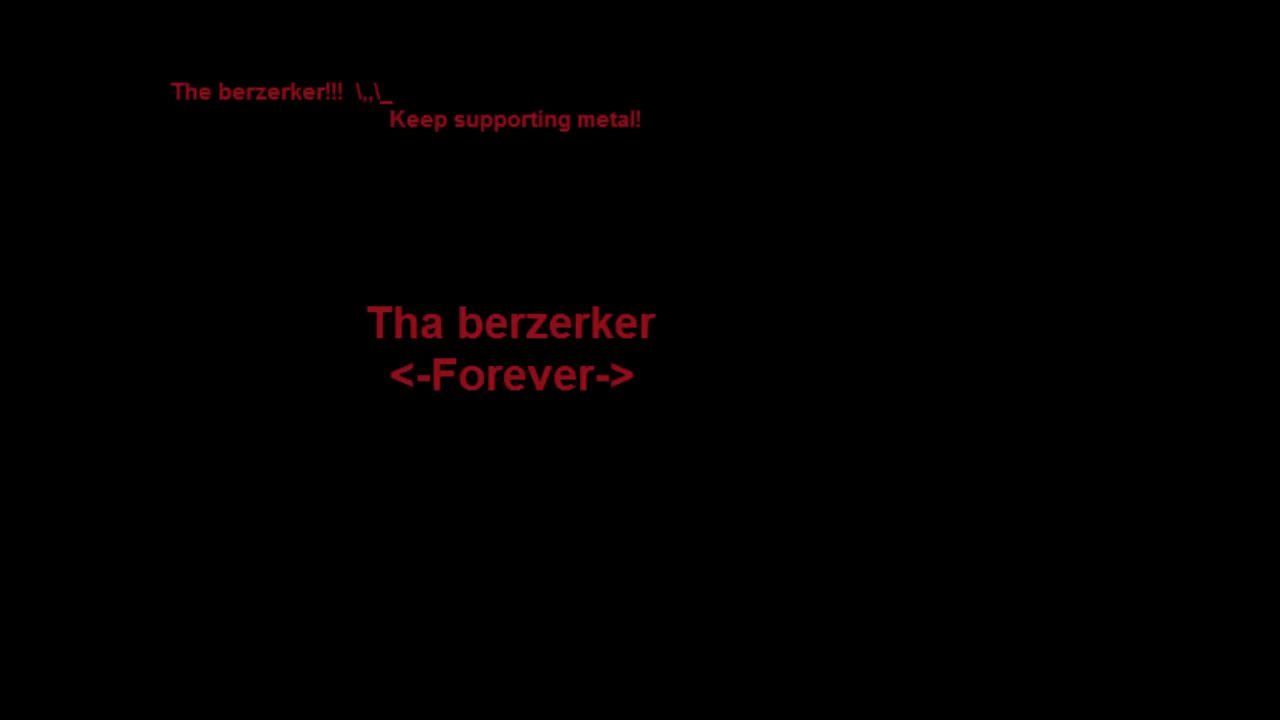 The berzerker!!!  \,,\_
Keep supporting metal!
Tha berzerker
<-Forever->